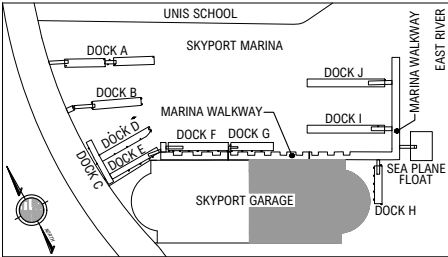 UNIS SCHOOL
SKYPORT MARINA
EAST RIVER
MARINA WALKWAY
DOCK A
DOCK J
DOCK B
MARINA WALKWAY
DOCK I
DOCK D
DOCK F
DOCK G
DOCK E
DOCK C
SEA PLANE
FLOAT
SKYPORT GARAGE
DOCK H
NORTH